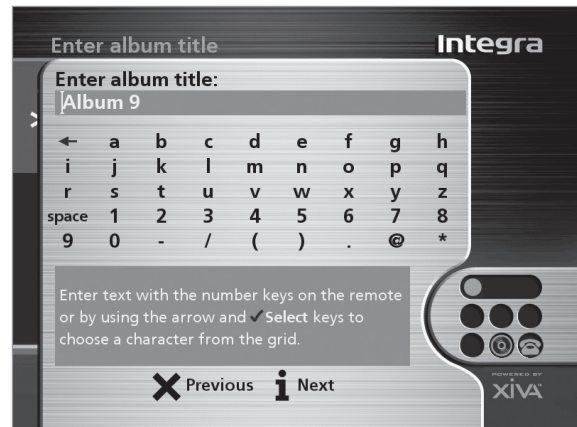 Enter album title
Integra
Enter album title:
Album 9
← a b c d e f g h
i j k l m n o p q
r s t u v w x y z
space 1 2 3 4 5 6 7 8
9 0 - / ( ) . @ *
Enter text with the number keys on the remote
or by using the arrow and ✓Select keys to
choose a character from the grid.
Previous i Next
POWERED BY
XiVA